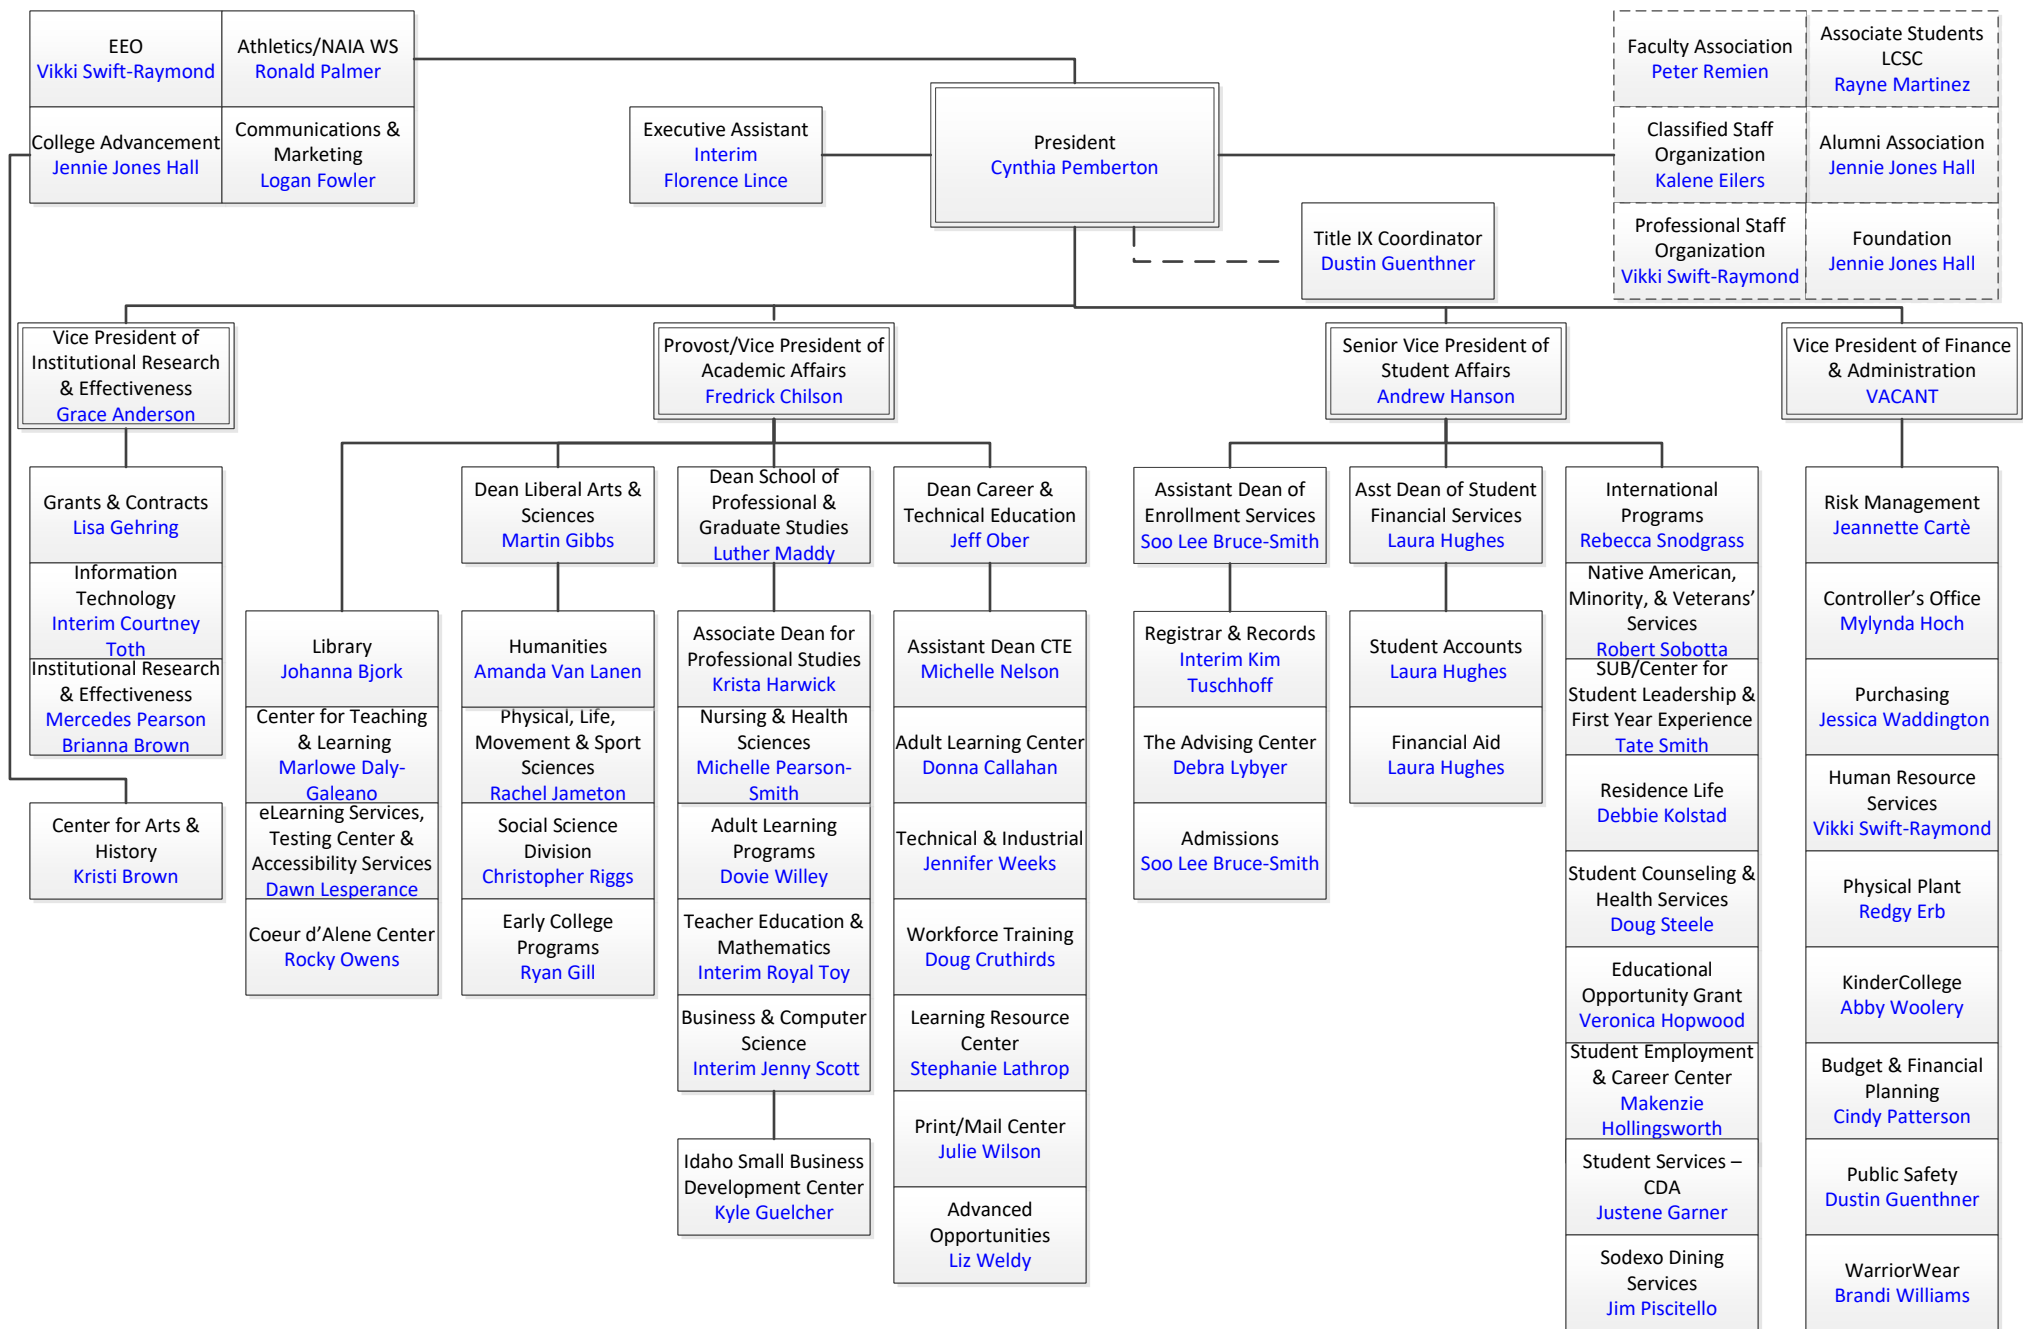 EEO
Vikki Swift-Raymond
Athletics/NAIA WS
Ronald Palmer
College Advancement
Jennie Jones Hall
Communications &
Marketing
Logan Fowler
Executive Assistant
Interim
Florence Lince
President
Cynthia Pemberton
Faculty Association
Peter Remien
Associate Students
LCSC
Rayne Martinez
Classified Staff
Organization
Kalene Eilers
Alumni Association
Jennie Jones Hall
Professional Staff
Organization
Vikki Swift-Raymond
Foundation
Jennie Jones Hall
Title IX Coordinator
Dustin Guenthner
Vice President of
Institutional Research
& Effectiveness
Grace Anderson
Provost/Vice President of
Academic Affairs
Fredrick Chilson
Senior Vice President of
Student Affairs
Andrew Hanson
Vice President of Finance
& Administration
VACANT
Grants & Contracts
Lisa Gehring
Information
Technology
Interim Courtney
Toth
Institutional Research
& Effectiveness
Mercedes Pearson
Brianna Brown
Center for Arts &
History
Kristi Brown
Library
Johanna Bjork
Center for Teaching
& Learning
Marlowe Daly-
Galeano
eLearning Services,
Testing Center &
Accessibility Services
Dawn Lesperance
Coeur d’Alene Center
Rocky Owens
Dean Liberal Arts &
Sciences
Martin Gibbs
Humanities
Amanda Van Lanen
Physical, Life,
Movement & Sport
Sciences
Rachel Jameton
Social Science
Division
Christopher Riggs
Early College
Programs
Ryan Gill
Dean School of
Professional &
Graduate Studies
Luther Maddy
Associate Dean for
Professional Studies
Krista Harwick
Nursing & Health
Sciences
Michelle Pearson-
Smith
Adult Learning
Programs
Dovie Willey
Teacher Education &
Mathematics
Interim Royal Toy
Business & Computer
Science
Interim Jenny Scott
Idaho Small Business
Development Center
Kyle Guelcher
Dean Career &
Technical Education
Jeff Ober
Assistant Dean CTE
Michelle Nelson
Adult Learning Center
Donna Callahan
Technical & Industrial
Jennifer Weeks
Workforce Training
Doug Cruthirds
Learning Resource
Center
Stephanie Lathrop
Print/Mail Center
Julie Wilson
Advanced
Opportunities
Liz Weldy
Assistant Dean of
Enrollment Services
Soo Lee Bruce-Smith
Registrar & Records
Interim Kim
Tuschhoff
The Advising Center
Debra Lybyer
Admissions
Soo Lee Bruce-Smith
Asst Dean of Student
Financial Services
Laura Hughes
Student Accounts
Laura Hughes
Financial Aid
Laura Hughes
International
Programs
Rebecca Snodgrass
Native American,
Minority, & Veterans’
Services
Robert Sobotta
SUB/Center for
Student Leadership &
First Year Experience
Tate Smith
Residence Life
Debbie Kolstad
Student Counseling &
Health Services
Doug Steele
Educational
Opportunity Grant
Veronica Hopwood
Student Employment
& Career Center
Makenzie
Hollingsworth
Student Services –
CDA
Justene Garner
Sodexo Dining
Services
Jim Piscitello
Risk Management
Jeannette Cartè
Controller’s Office
Mylynda Hoch
Purchasing
Jessica Waddington
Human Resource
Services
Vikki Swift-Raymond
Physical Plant
Redgy Erb
KinderCollege
Abby Woolery
Budget & Financial
Planning
Cindy Patterson
Public Safety
Dustin Guenthner
WarriorWear
Brandi Williams